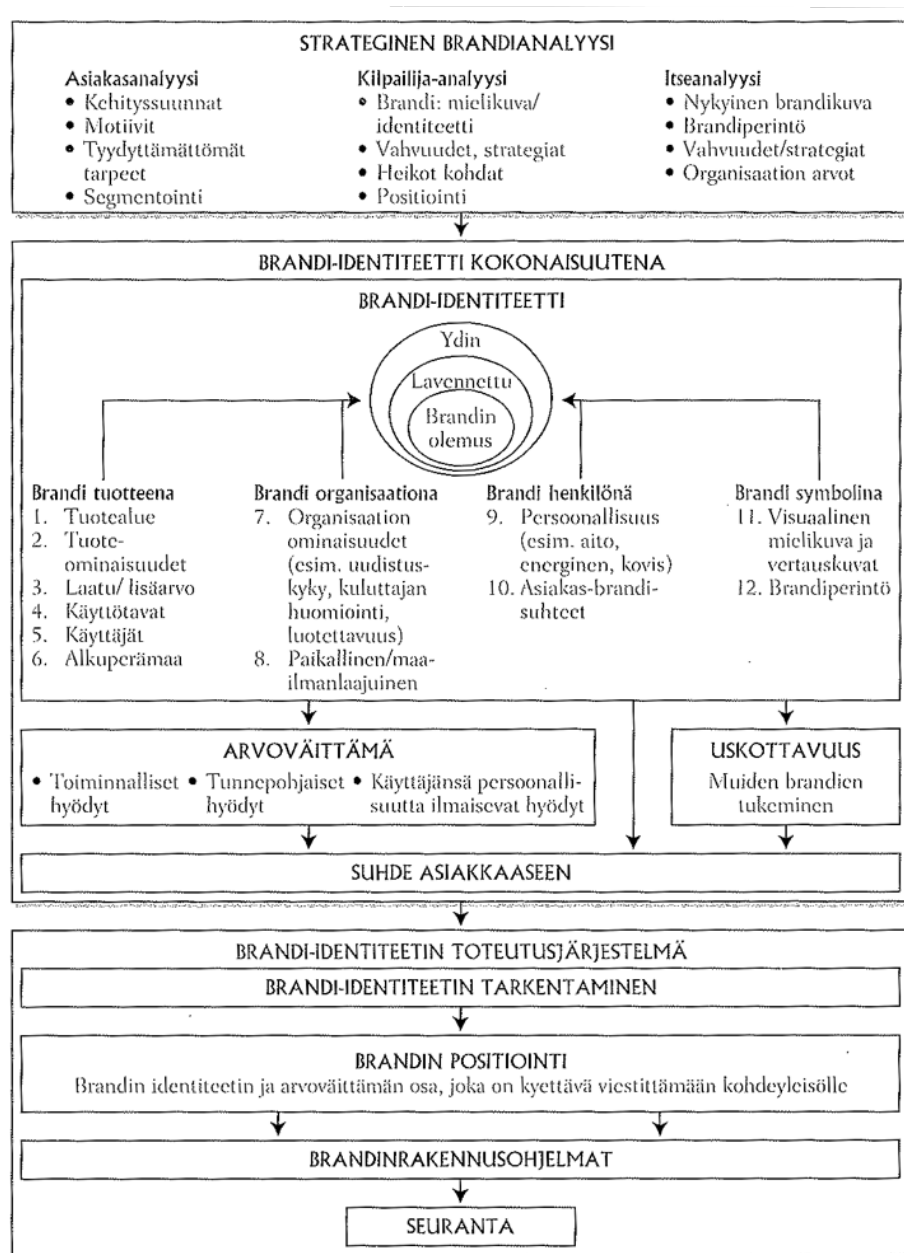 STRATEGINEN BRANDIANALYYSI
Asiakasanalyysi
• Kehityssuunnat
• Motiivit
• Tyydyttämättömät
tarpeet
• Segmentointi
Kilpailija-analyysi
• Brandi: mielikuva/
identiteetti
• Vahvuudet, strategiat
• Heikot kohdat
• Positiointi
Itseanalyysi
• Nykyinen brandikuva
• Brandiperintö
• Vahvuudet/strategiat
• Organisaation arvot
BRANDI-IDENTITEETTI KOKONAISUUTENA
BRANDI-IDENTITEETTI
Ydin
Lavennettu
Brandin
olemus
Brandi tuotteena
1. Tuotealue
2. Tuote-
ominaisuudet
3. Laatu/ lisäarvo
4. Käyttötavat
5. Käyttäjät
6. Alkuperämaa
Brandi organisaationa
7. Organisaation
ominaisuudet
(esim. uudistus-
kyky, kuluttajan
huomiointi,
luotettavuus)
8. Paikallinen/maa-
ilmanlaajuinen
Brandi henkilönä
9. Persoonallisuus
(esim. aito,
energinen, kovis)
10. Asiakas-brandi-
suhteet
Brandi symbolina
11. Visuaalinen
mielikuva ja
vertauskuvat
12. Brandiperintö
ARVOVÄITTÄMÄ
• Toiminnalliset
hyödyt
• Tunnepohjaiset
hyödyt
• Käyttäjänsä persoonalli-
suutta ilmaisevat hyödyt
USKOTTAVUUS
Muiden brandien
tukeminen
SUHDE ASIAKKAASEEN
BRANDI-IDENTITEETIN TOTEUTUSJÄRJESTELMÄ
BRANDI-IDENTITEETIN TARKENTAMINEN
BRANDIN POSITIOINTI
Brandin identiteetin ja arvoväittämän osa, joka on kyettävä viestittämään kohdeyleisölle
BRANDINRAKENNUSOHJELMAT
SEURANTA